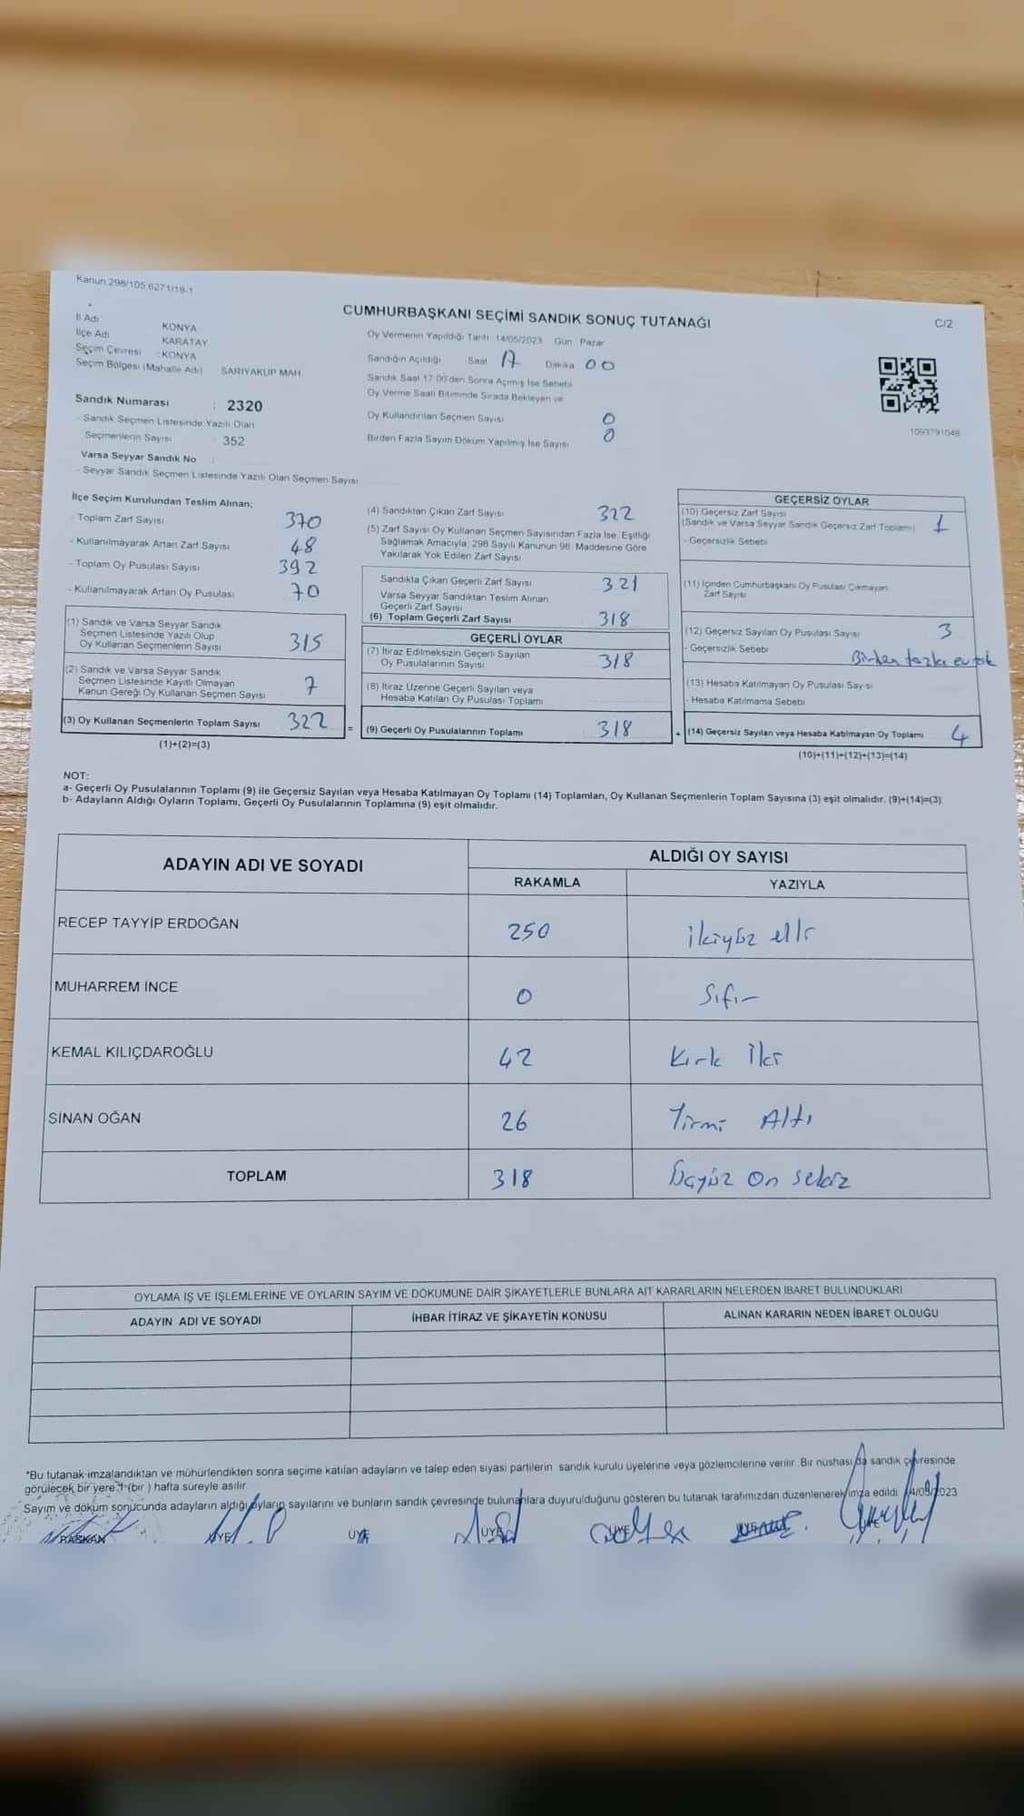 Kanun:298/105,6271/18-1
C/2
CUMHURBAŞKANI SEÇİMİ SANDIK SONUÇ TUTANAĞI
İl Adı : KONYA
İlçe Adı : KARATAY
Seçim Çevresi : KONYA
Seçim Bölgesi (Mahalle Adı) SARIYAKUP MAH.
Oy Vermenin Yapıldığı Tarih 14/05/2023 Gün Pazar
Sandığın Açıldığı Saat 17 Dakika 00
Sandık Saat 17:00'den Sonra Açılmış İse Sebebi
Oy Verme Saati Bitiminde Sırada Bekleyen ve
Oy Kullandırılan Seçmen Sayısı 0
Birden Fazla Sayım Döküm Yapılmış İse Sayısı 0
1093791048
Sandık Numarası : 2320
- Sandık Seçmen Listesinde Yazılı Olan
Seçmenlerin Sayısı : 352
Varsa Seyyar Sandık No :
- Seyyar Sandık Seçmen Listesinde Yazılı Olan Seçmen Sayısı
İlçe Seçim Kurulundan Teslim Alınan;
- Toplam Zarf Sayısı 370
- Kullanılmayarak Artan Zarf Sayısı 48
- Toplam Oy Pusulası Sayısı 392
- Kullanılmayarak Artan Oy Pusulası 70
(1) Sandık ve Varsa Seyyar Sandık
Seçmen Listesinde Yazılı Olup
Oy Kullanan Seçmenlerin Sayısı 315
(2) Sandık ve Varsa Seyyar Sandık
Seçmen Listesinde Kayıtlı Olmayan
Kanun Gereği Oy Kullanan Seçmen Sayısı 7
(3) Oy Kullanan Seçmenlerin Toplam Sayısı 322 =
(1)+(2)=(3)
(4) Sandıktan Çıkan Zarf Sayısı 322
(5) Zarf Sayısı Oy Kullanan Seçmen Sayısından Fazla İse, Eşitliği
Sağlamak Amacıyla, 298 Sayılı Kanunun 98. Maddesine Göre
Yakılarak Yok Edilen Zarf Sayısı
Sandıkta Çıkan Geçerli Zarf Sayısı 321
Varsa Seyyar Sandıktan Teslim Alınan
Geçerli Zarf Sayısı
(6) Toplam Geçerli Zarf Sayısı 318
GEÇERLİ OYLAR
(7) İtiraz Edilmeksizin Geçerli Sayılan
Oy Pusulalarının Sayısı 318
(8) İtiraz Üzerine Geçerli Sayılan veya
Hesaba Katılan Oy Pusulası Toplamı
(9) Geçerli Oy Pusulalarının Toplamı 318 +
GEÇERSİZ OYLAR
(10) Geçersiz Zarf Sayısı
(Sandık ve Varsa Seyyar Sandık Geçersiz Zarf Toplamı) 1
- Geçersizlik Sebebi
(11) İçinden Cumhurbaşkanı Oy Pusulası Çıkmayan
Zarf Sayısı
(12) Geçersiz Sayılan Oy Pusulası Sayısı 3
- Geçersizlik Sebebi Birden fazla
(13) Hesaba Katılmayan Oy Pusulası Sayısı
- Hesaba Katılmama Sebebi
(14) Geçersiz Sayılan veya Hesaba Katılmayan Oy Toplamı 4
(10)+(11)+(12)+(13)=(14)
NOT:
a- Geçerli Oy Pusulalarının Toplamı (9) ile Geçersiz Sayılan veya Hesaba Katılmayan Oy Toplamı (14) Toplamları, Oy Kullanan Seçmenlerin Toplam Sayısına (3) eşit olmalıdır. (9)+(14)=(3)
b- Adayların Aldığı Oyların Toplamı, Geçerli Oy Pusulalarının Toplamına (9) eşit olmalıdır.
ADAYIN ADI VE SOYADI
ALDIĞI OY SAYISI
RAKAMLA YAZIYLA
RECEP TAYYİP ERDOĞAN 250 ikiyüz elli
MUHARREM İNCE 0 Sıfır
KEMAL KILIÇDAROĞLU 42 Kırk İki
SİNAN OĞAN 26 Yirmi Altı
TOPLAM 318 Üçyüz on sekiz
OYLAMA İŞ VE İŞLEMLERİNE VE OYLARIN SAYIM VE DÖKÜMÜNE DAİR ŞİKAYETLERLE BUNLARA AİT KARARLARIN NELERDEN İBARET BULUNDUKLARI
ADAYIN ADI VE SOYADI İHBAR İTİRAZ VE ŞİKAYETİN KONUSU ALINAN KARARIN NEDEN İBARET OLDUĞU
*Bu tutanak imzalandıktan ve mühürlendikten sonra seçime katılan adayların ve talep eden siyasi partilerin sandık kurulu üyelerine veya gözlemcilerine verilir. Bir nüshası da sandık çevresinde
görülecek bir yere 1 (bir ) hafta süreyle asılır.
Sayım ve döküm sonucunda adayların aldığı oyların sayılarını ve bunların sandık çevresinde bulunanlara duyurulduğunu gösteren bu tutanak tarafımızdan düzenlenerek imza edildi. 14/05/2023
BAŞKAN ÜYE ÜYE ÜYE ÜYE ÜYE ÜYE